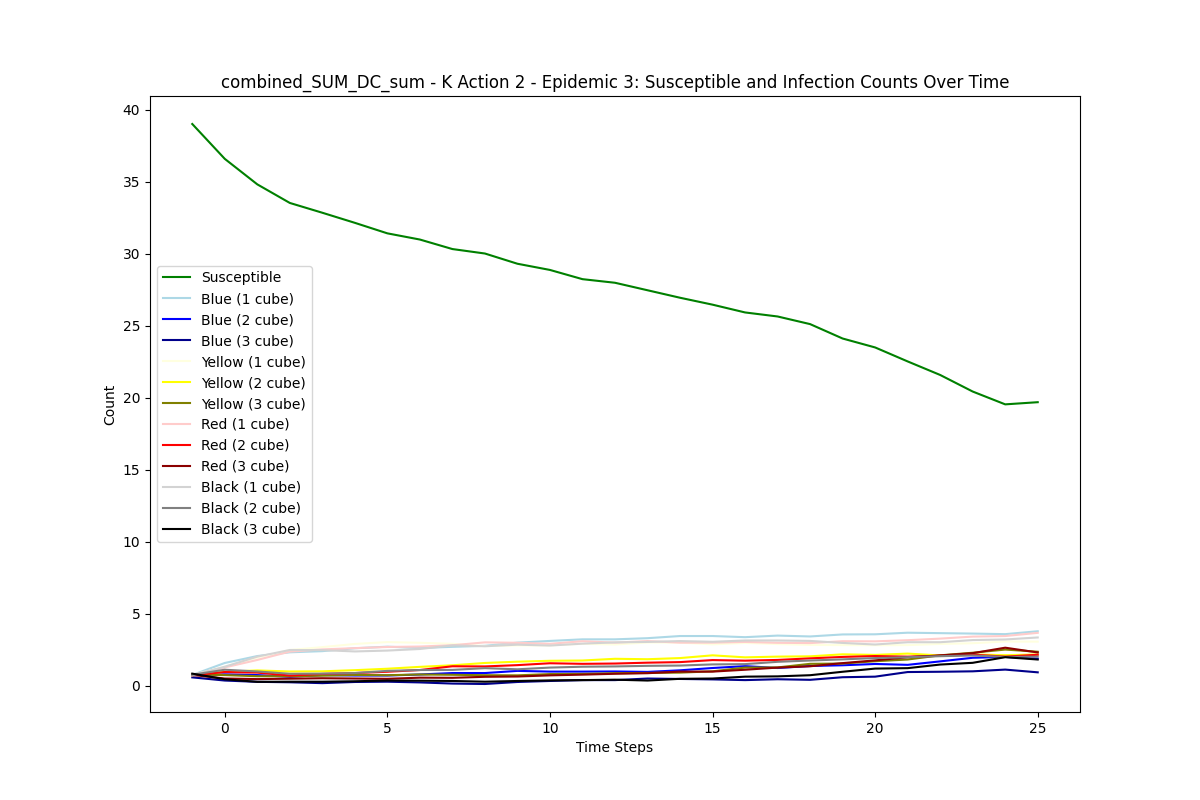 combined_SUM_DC_sum - K Action 2 - Epidemic 3: Susceptible and Infection Counts Over Time
40
35
30
25
20
15
10
5
0
Count
Susceptible
Blue (1 cube)
Blue (2 cube)
Blue (3 cube)
Yellow (1 cube)
Yellow (2 cube)
Yellow (3 cube)
Red (1 cube)
Red (2 cube)
Red (3 cube)
Black (1 cube)
Black (2 cube)
Black (3 cube)
0 5 10 15 20 25
Time Steps